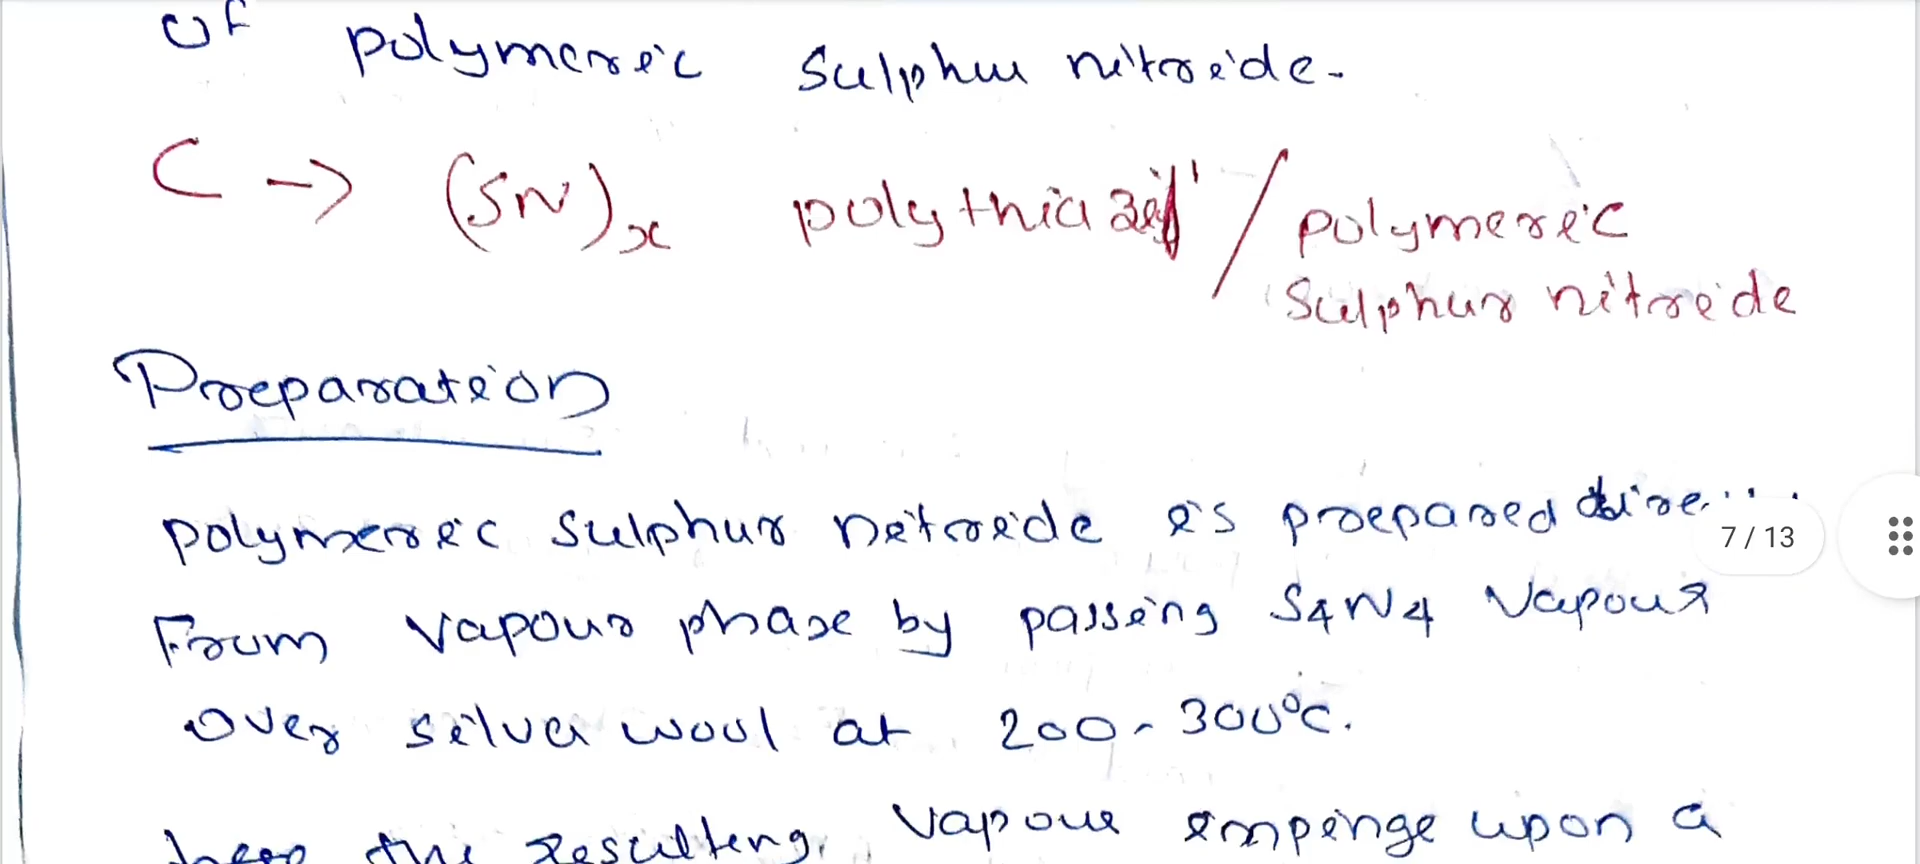 of polymeric sulphur nitride.
C → (SN)x polythiazyl / polymeric
sulphur nitride
Preparation
polymeric sulphur nitride is prepared
7 / 13
From vapour phase by passing S4N4 vapour
over silver wool at 200-300°C.
the resulting vapour impinge upon a